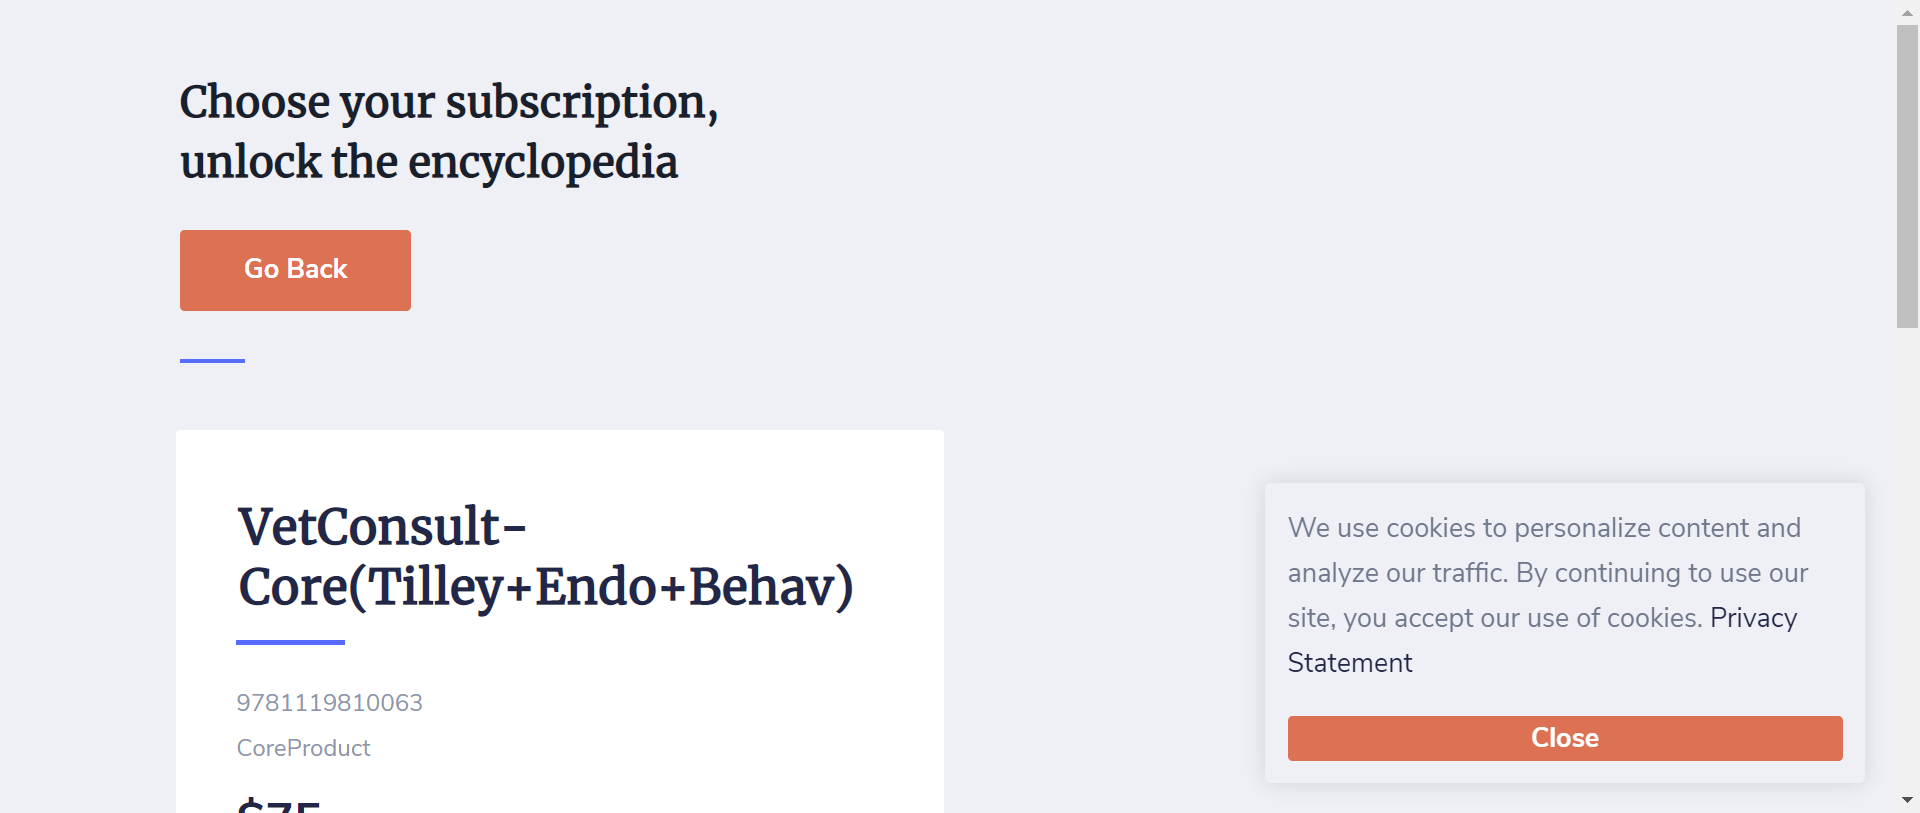 Choose your subscription,
unlock the encyclopedia
Go Back
VetConsult-
Core(Tilley+Endo+Behav)
9781119810063
CoreProduct
$75
We use cookies to personalize content and
analyze our traffic. By continuing to use our
site, you accept our use of cookies. Privacy
Statement
Close